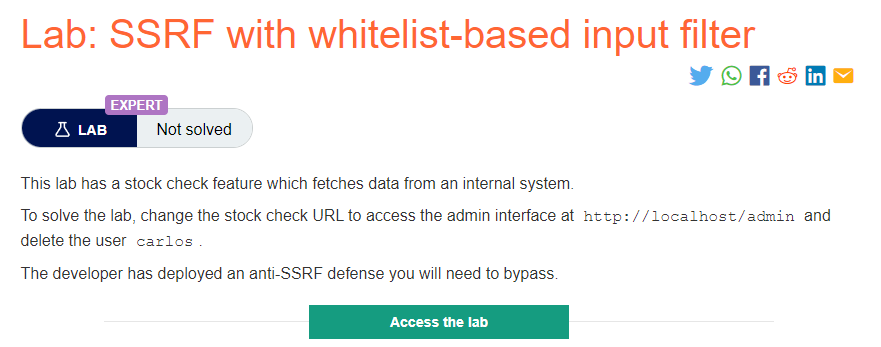 Lab: SSRF with whitelist-based input filter
EXPERT
LAB
Not solved
This lab has a stock check feature which fetches data from an internal system.
To solve the lab, change the stock check URL to access the admin interface at http://localhost/admin and
delete the user carlos .
The developer has deployed an anti-SSRF defense you will need to bypass.
Access the lab